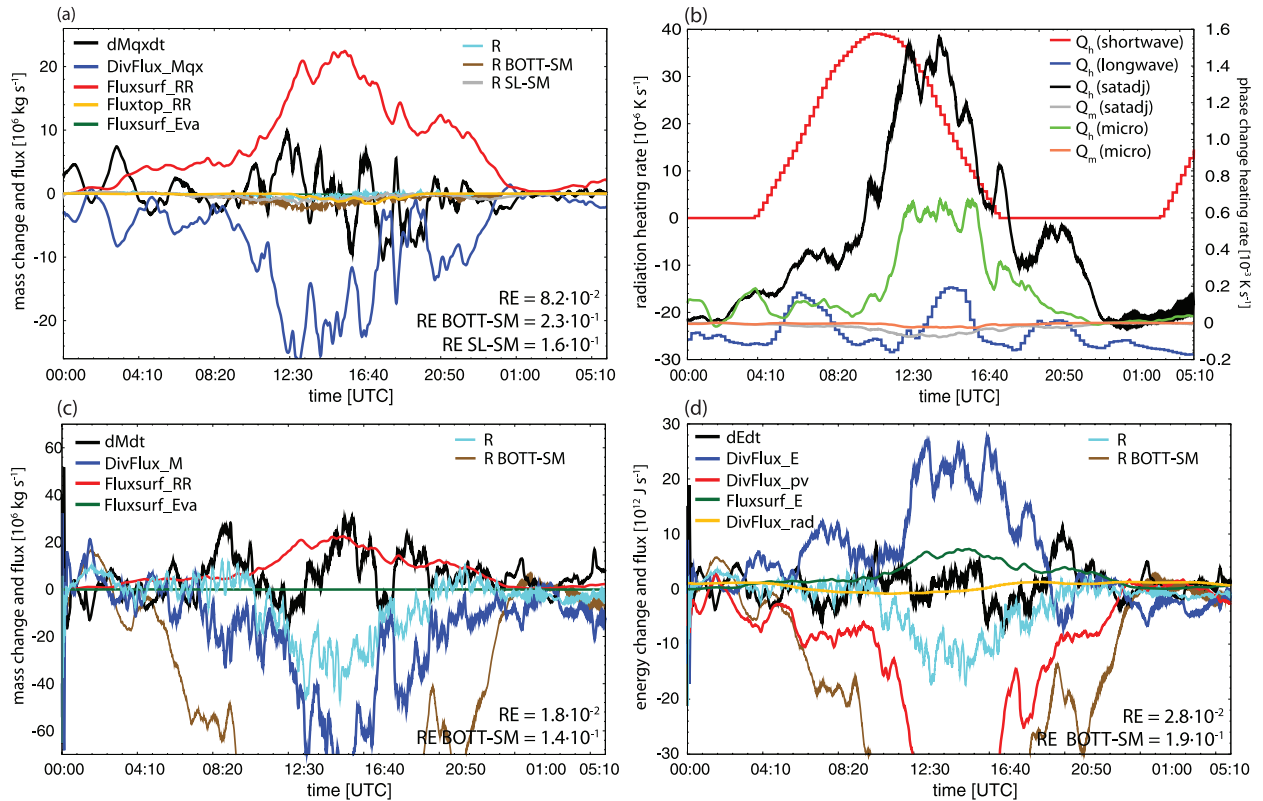 (a)
dMqxdt
DivFlux_Mqx
Fluxsurf_RR
Fluxtop_RR
Fluxsurf_Eva
R
R BOTT-SM
R SL-SM
mass change and flux [10⁶ kg s⁻¹]
20
10
0
-10
-20
RE = 8.2·10⁻²
RE BOTT-SM = 2.3·10⁻¹
RE SL-SM = 1.6·10⁻¹
00:00 04:10 08:20 12:30 16:40 20:50 01:00 05:10
time [UTC]
(b)
Qh (shortwave)
Qh (longwave)
Qh (satadj)
Qm (satadj)
Qh (micro)
Qm (micro)
radiation heating rate [10⁻⁶ K s⁻¹]
40
30
20
10
0
-10
-20
-30
phase change heating rate [10⁻³ K s⁻¹]
1.6
1.4
1.2
1.0
0.8
0.6
0.4
0.2
0
-0.2
00:00 04:10 08:20 12:30 16:40 20:50 01:00 05:10
time [UTC]
(c)
dMdt
DivFlux_M
Fluxsurf_RR
Fluxsurf_Eva
R
R BOTT-SM
mass change and flux [10⁶ kg s⁻¹]
60
40
20
0
-20
-40
-60
RE = 1.8·10⁻²
RE BOTT-SM = 1.4·10⁻¹
00:00 04:10 08:20 12:30 16:40 20:50 01:00 05:10
time [UTC]
(d)
dEdt
DivFlux_E
DivFlux_pv
Fluxsurf_E
DivFlux_rad
R
R BOTT-SM
energy change and flux [10¹² J s⁻¹]
30
20
10
0
-10
-20
-30
RE = 2.8·10⁻²
RE BOTT-SM = 1.9·10⁻¹
00:00 04:10 08:20 12:30 16:40 20:50 01:00 05:10
time [UTC]